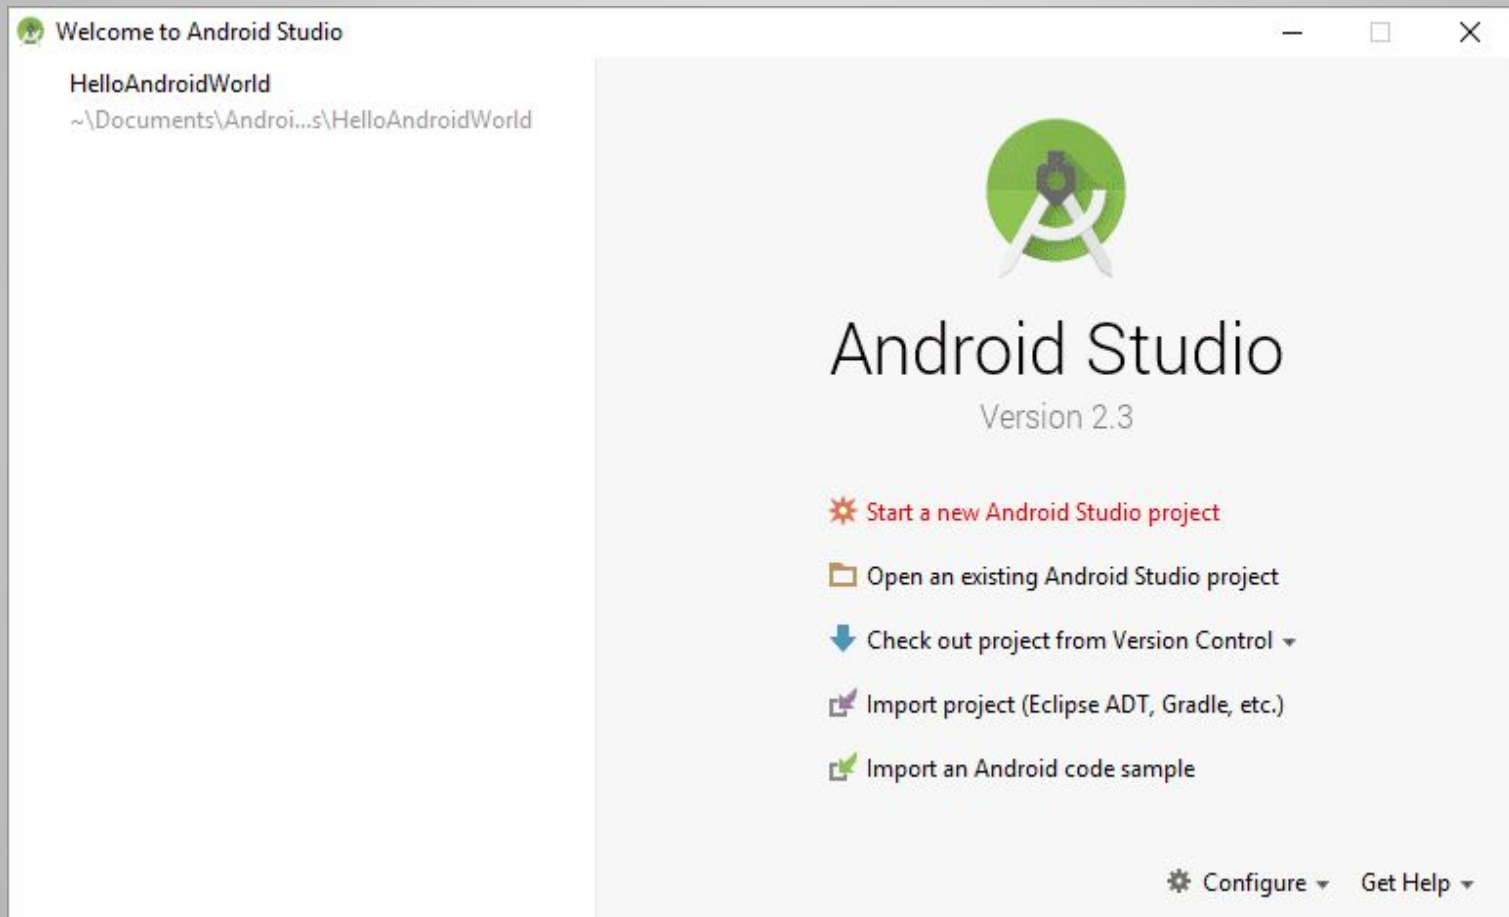 Welcome to Android Studio
HelloAndroidWorld
~\Documents\Androi...s\HelloAndroidWorld
Android Studio
Version 2.3
Start a new Android Studio project
Open an existing Android Studio project
Check out project from Version Control
Import project (Eclipse ADT, Gradle, etc.)
Import an Android code sample
Configure Get Help